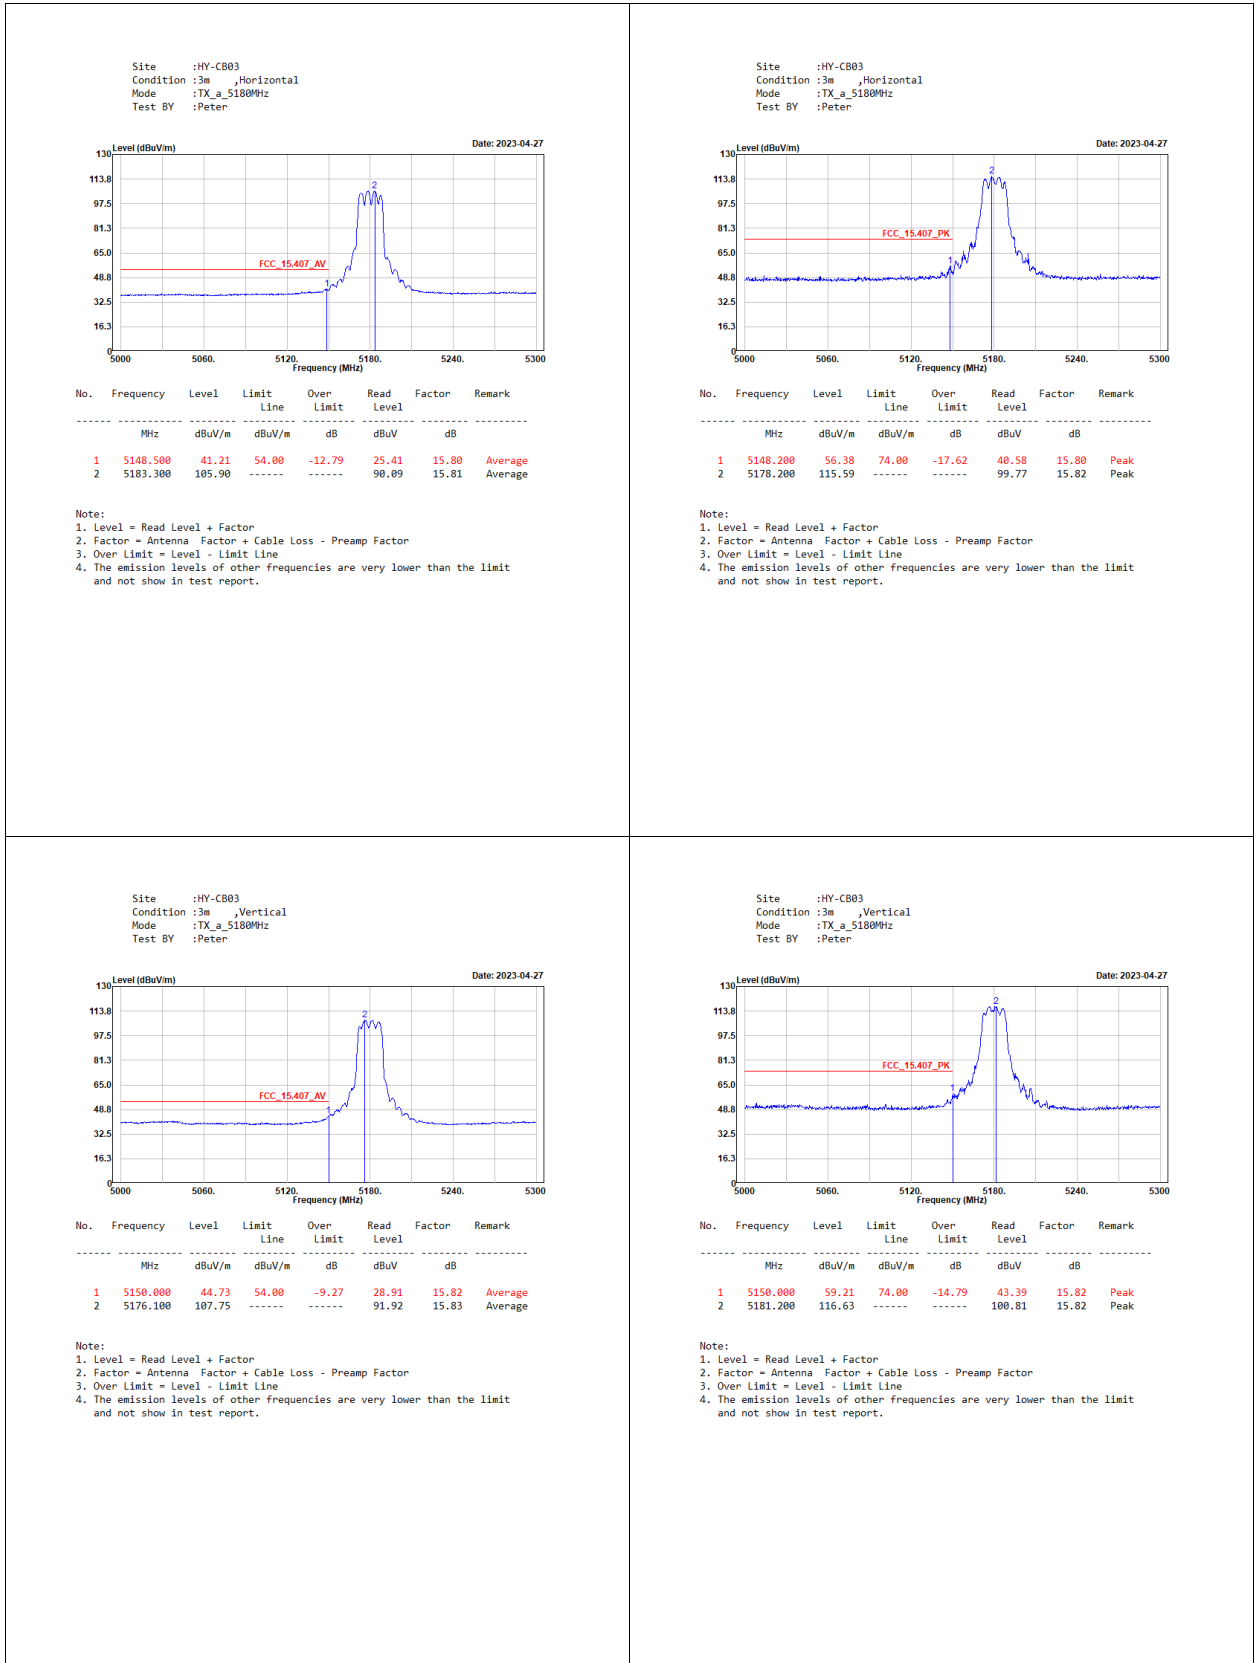 Site      :HY-CB03
Condition :3m    ,Horizontal
Mode      :TX_a_5180MHz
Test BY   :Peter
Level (dBuV/m)
Date: 2023-04-27
130
113.8
97.5
81.3
65.0
48.8
32.5
16.3
0
FCC_15.407_AV
1
2
5000 5060. 5120. 5180. 5240. 5300
Frequency (MHz)
No. Frequency Level Limit Over Read Factor Remark
Line Limit Level
------ ----------- -------- --------- -------- -------- -------- ---------
MHz dBuV/m dBuV/m dB dBuV dB
1 5148.500 41.21 54.00 -12.79 25.41 15.80 Average
2 5183.300 105.90 ------ ------ 90.09 15.81 Average
Note:
1. Level = Read Level + Factor
2. Factor = Antenna  Factor + Cable Loss - Preamp Factor
3. Over Limit = Level - Limit Line
4. The emission levels of other frequencies are very lower than the limit
and not show in test report.
Site      :HY-CB03
Condition :3m    ,Horizontal
Mode      :TX_a_5180MHz
Test BY   :Peter
Level (dBuV/m)
Date: 2023-04-27
130
113.8
97.5
81.3
65.0
48.8
32.5
16.3
0
FCC_15.407_PK
1
2
5000 5060. 5120. 5180. 5240. 5300
Frequency (MHz)
No. Frequency Level Limit Over Read Factor Remark
Line Limit Level
------ ----------- -------- --------- -------- -------- -------- ---------
MHz dBuV/m dBuV/m dB dBuV dB
1 5148.200 56.38 74.00 -17.62 40.58 15.80 Peak
2 5178.200 115.59 ------ ------ 99.77 15.82 Peak
Note:
1. Level = Read Level + Factor
2. Factor = Antenna  Factor + Cable Loss - Preamp Factor
3. Over Limit = Level - Limit Line
4. The emission levels of other frequencies are very lower than the limit
and not show in test report.
Site      :HY-CB03
Condition :3m    ,Vertical
Mode      :TX_a_5180MHz
Test BY   :Peter
Level (dBuV/m)
Date: 2023-04-27
130
113.8
97.5
81.3
65.0
48.8
32.5
16.3
0
FCC_15.407_AV
1
2
5000 5060. 5120. 5180. 5240. 5300
Frequency (MHz)
No. Frequency Level Limit Over Read Factor Remark
Line Limit Level
------ ----------- -------- --------- -------- -------- -------- ---------
MHz dBuV/m dBuV/m dB dBuV dB
1 5150.000 44.73 54.00 -9.27 28.91 15.82 Average
2 5176.100 107.75 ------ ------ 91.92 15.83 Average
Note:
1. Level = Read Level + Factor
2. Factor = Antenna  Factor + Cable Loss - Preamp Factor
3. Over Limit = Level - Limit Line
4. The emission levels of other frequencies are very lower than the limit
and not show in test report.
Site      :HY-CB03
Condition :3m    ,Vertical
Mode      :TX_a_5180MHz
Test BY   :Peter
Level (dBuV/m)
Date: 2023-04-27
130
113.8
97.5
81.3
65.0
48.8
32.5
16.3
0
FCC_15.407_PK
1
2
5000 5060. 5120. 5180. 5240. 5300
Frequency (MHz)
No. Frequency Level Limit Over Read Factor Remark
Line Limit Level
------ ----------- -------- --------- -------- -------- -------- ---------
MHz dBuV/m dBuV/m dB dBuV dB
1 5150.000 59.21 74.00 -14.79 43.39 15.82 Peak
2 5181.200 116.63 ------ ------ 100.81 15.82 Peak
Note:
1. Level = Read Level + Factor
2. Factor = Antenna  Factor + Cable Loss - Preamp Factor
3. Over Limit = Level - Limit Line
4. The emission levels of other frequencies are very lower than the limit
and not show in test report.